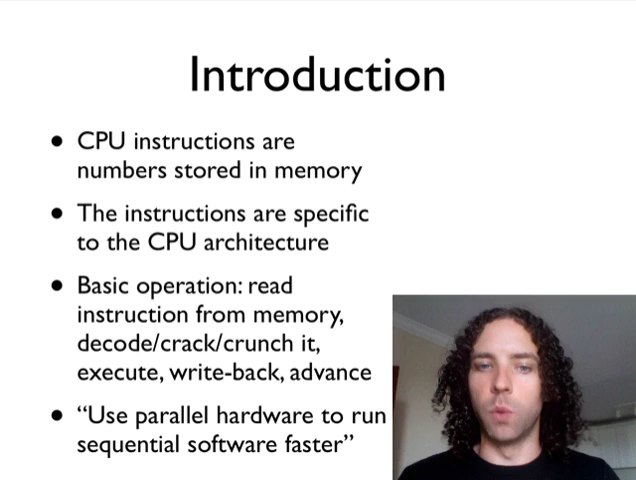 Introduction
• CPU instructions are
numbers stored in memory
• The instructions are specific
to the CPU architecture
• Basic operation: read
instruction from memory,
decode/crack/crunch it,
execute, write-back, advance
• “Use parallel hardware to run
sequential software faster”